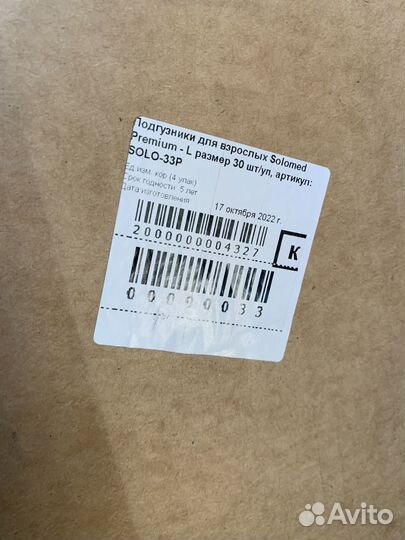 Подгузники для взрослых Solomed
Premium - L размер 30 шт/уп, артикул:
SOLO-33P
Ед изм. кор (4 упак)
Срок годности: 5 лет
Дата изготовления
17 октября 2022 г.
2000000004327
К
00000033
Avito